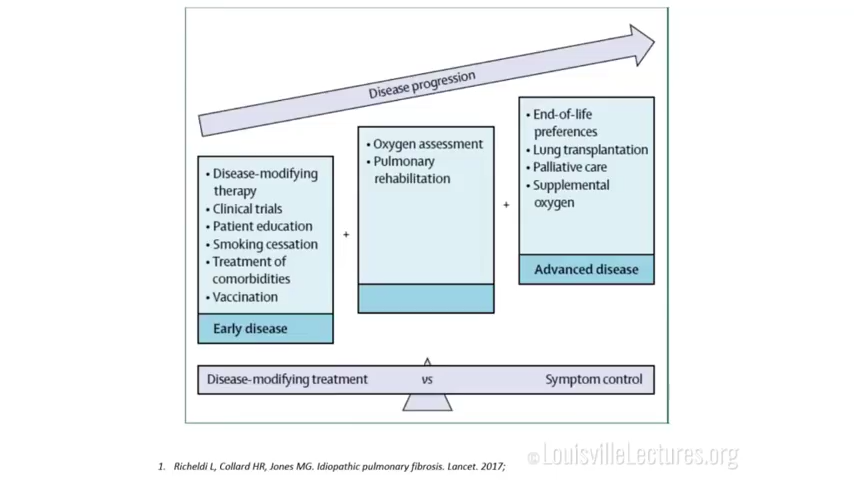 Disease progression
• Disease-modifying
therapy
• Clinical trials
• Patient education
• Smoking cessation
• Treatment of
comorbidities
• Vaccination
Early disease
+
• Oxygen assessment
• Pulmonary
rehabilitation
+
• End-of-life
preferences
• Lung transplantation
• Palliative care
• Supplemental
oxygen
Advanced disease
Disease-modifying treatment vs Symptom control
1. Richeldi L, Collard HR, Jones MG. Idiopathic pulmonary fibrosis. Lancet. 2017;
©LouisvilleLectures.org